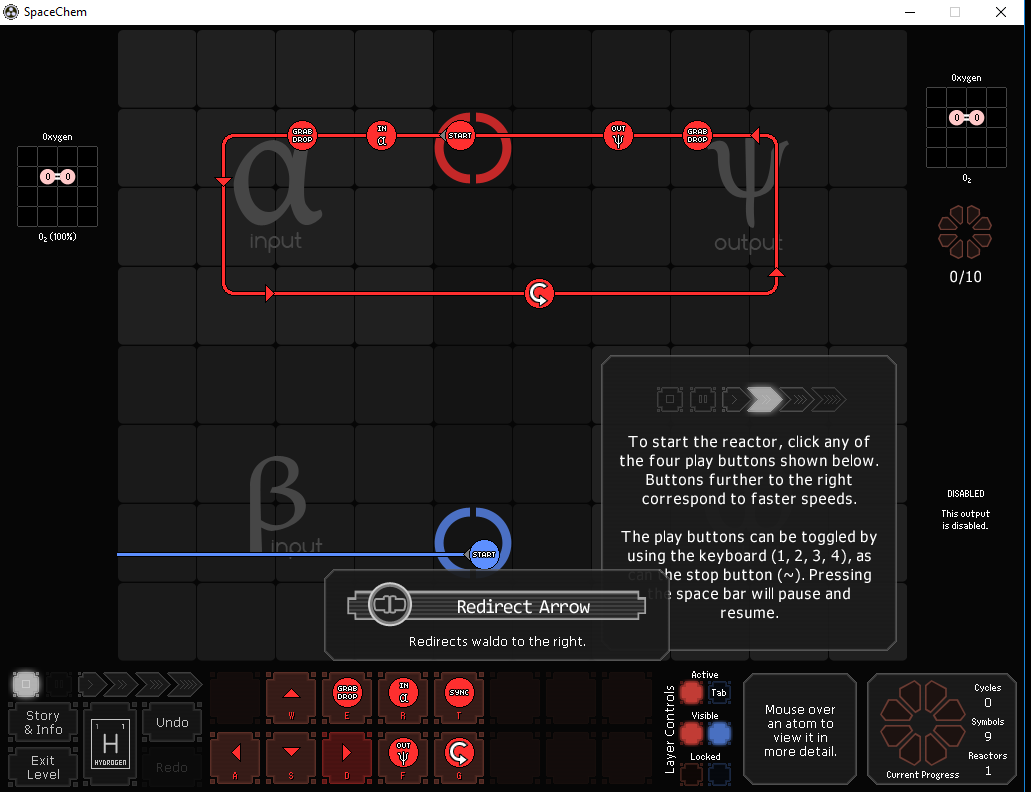 SpaceChem
Oxygen
O=O
O2 (100%)
GRAB
DROP
IN
α
START
OUT
ψ
GRAB
DROP
α
input
ψ
output
Oxygen
O=O
O2
0/10
β
input
START
To start the reactor, click any of
the four play buttons shown below.
Buttons further to the right
correspond to faster speeds.
The play buttons can be toggled by
using the keyboard (1, 2, 3, 4), as
can the stop button (~). Pressing
the space bar will pause and
resume.
DISABLED
This output
is disabled.
Redirect Arrow
Redirects waldo to the right.
Story
& Info
Exit
Level
1
H
HYDROGEN
Undo
Redo
W
GRAB
DROP
E
IN
α
R
SYNC
T
A
S
D
OUT
ψ
F
G
Layer Controls
Active
Tab
Visible
Locked
Mouse over
an atom to
view it in
more detail.
Current Progress
Cycles
0
Symbols
9
Reactors
1